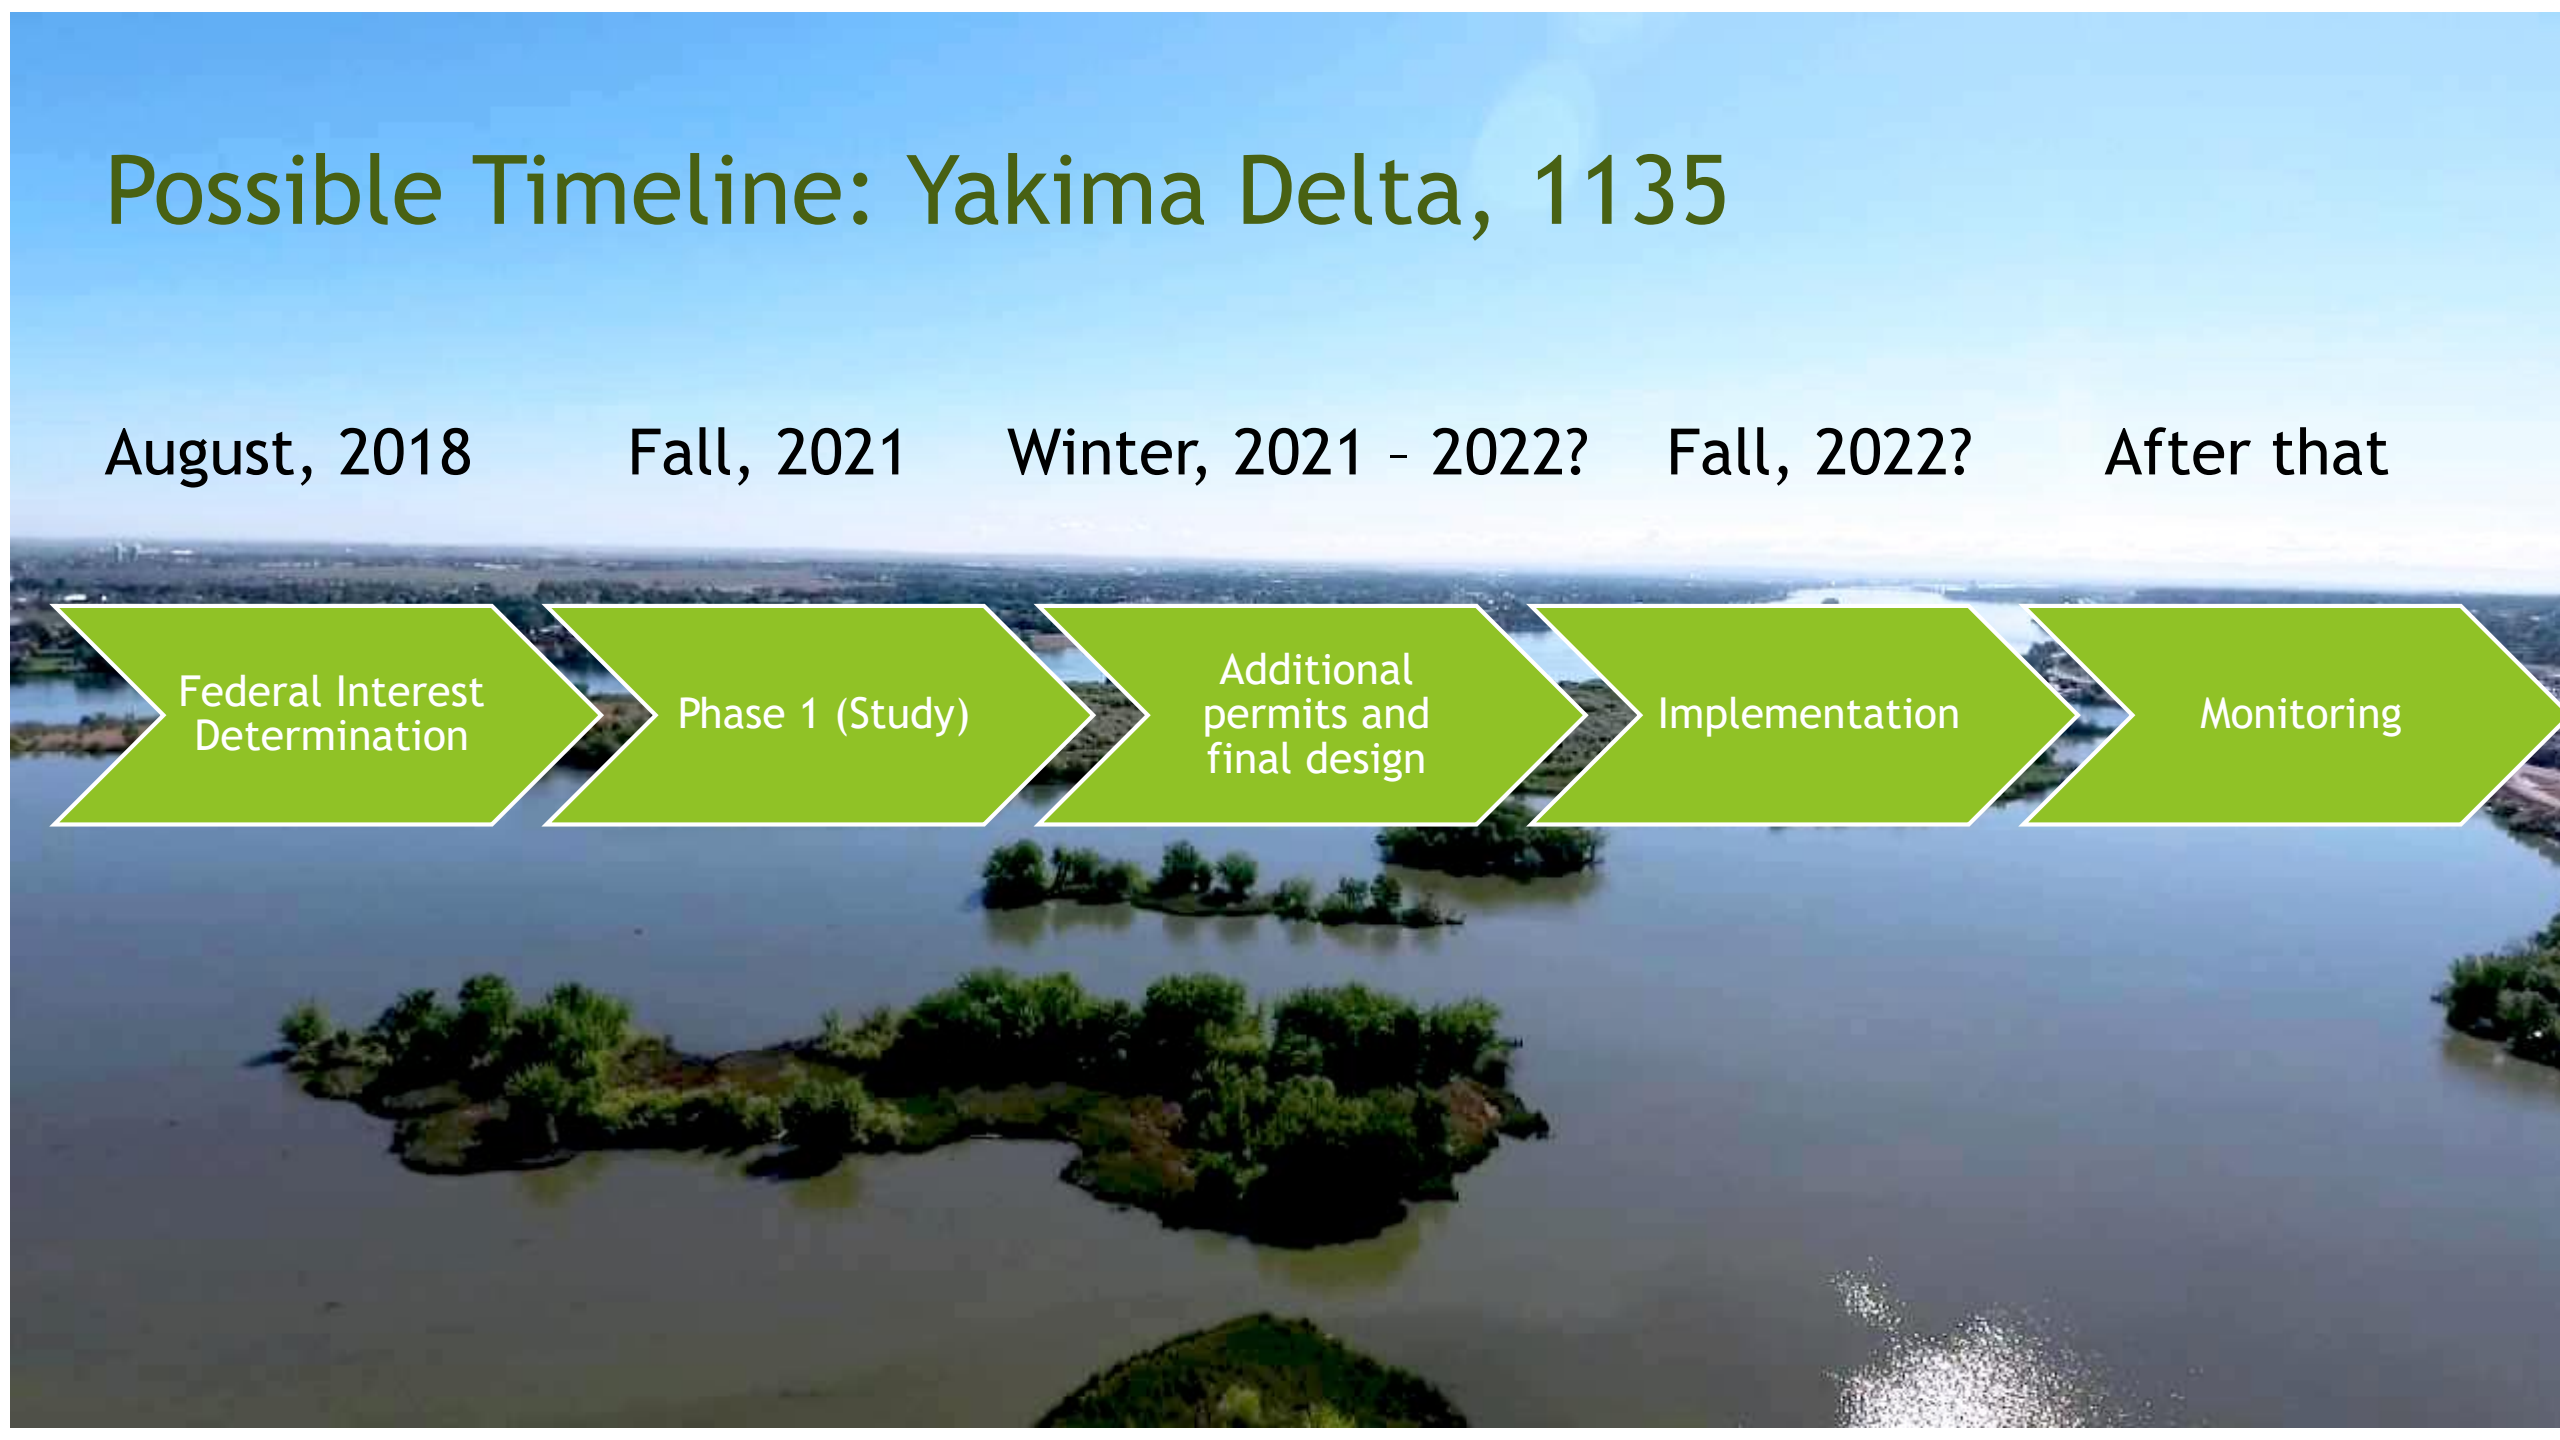 Possible Timeline: Yakima Delta, 1135
August, 2018
Fall, 2021
Winter, 2021 – 2022?
Fall, 2022?
After that
Federal Interest
Determination
Phase 1 (Study)
Additional
permits and
final design
Implementation
Monitoring